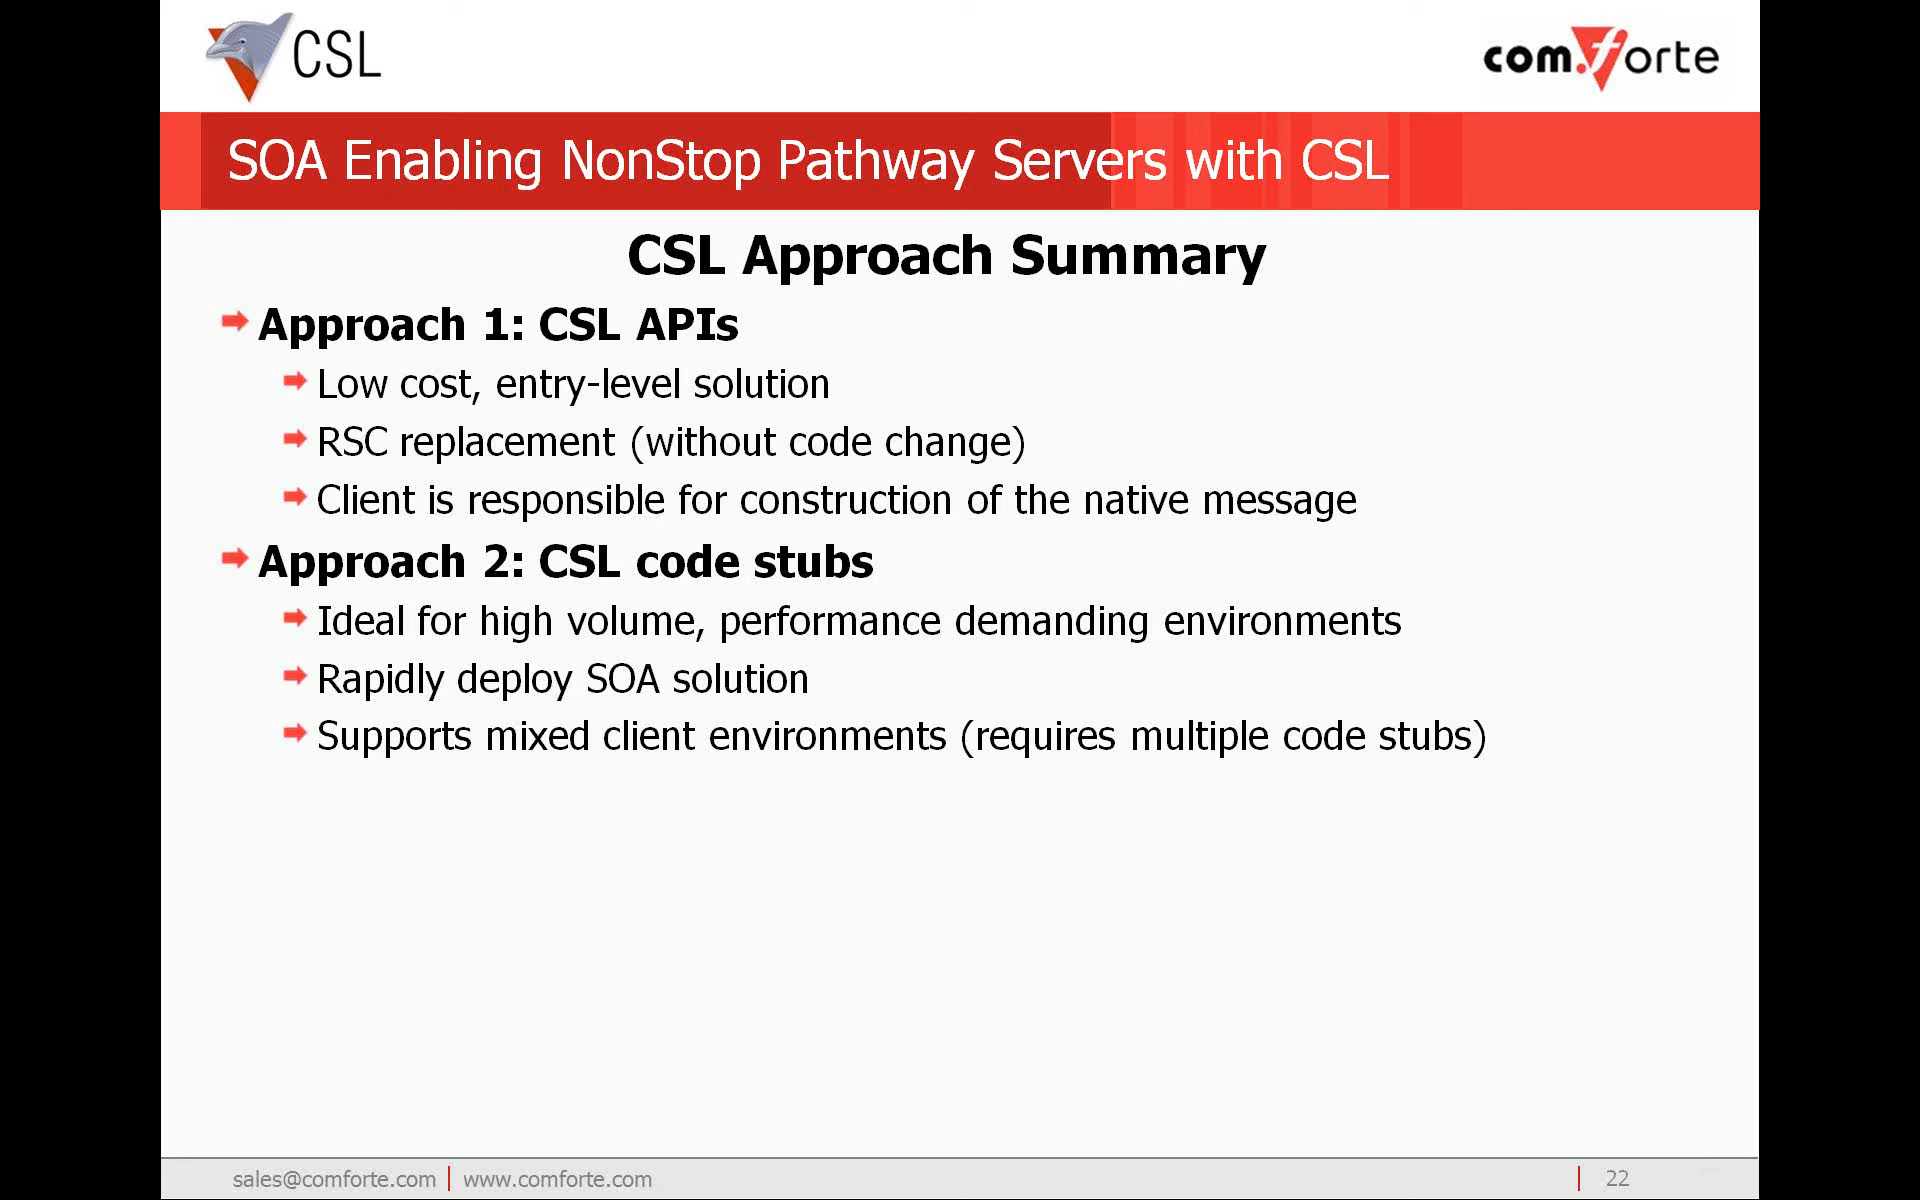 CSL
com.forte
SOA Enabling NonStop Pathway Servers with CSL
CSL Approach Summary
Approach 1: CSL APIs
Low cost, entry-level solution
RSC replacement (without code change)
Client is responsible for construction of the native message
Approach 2: CSL code stubs
Ideal for high volume, performance demanding environments
Rapidly deploy SOA solution
Supports mixed client environments (requires multiple code stubs)
sales@comforte.com | www.comforte.com | 22